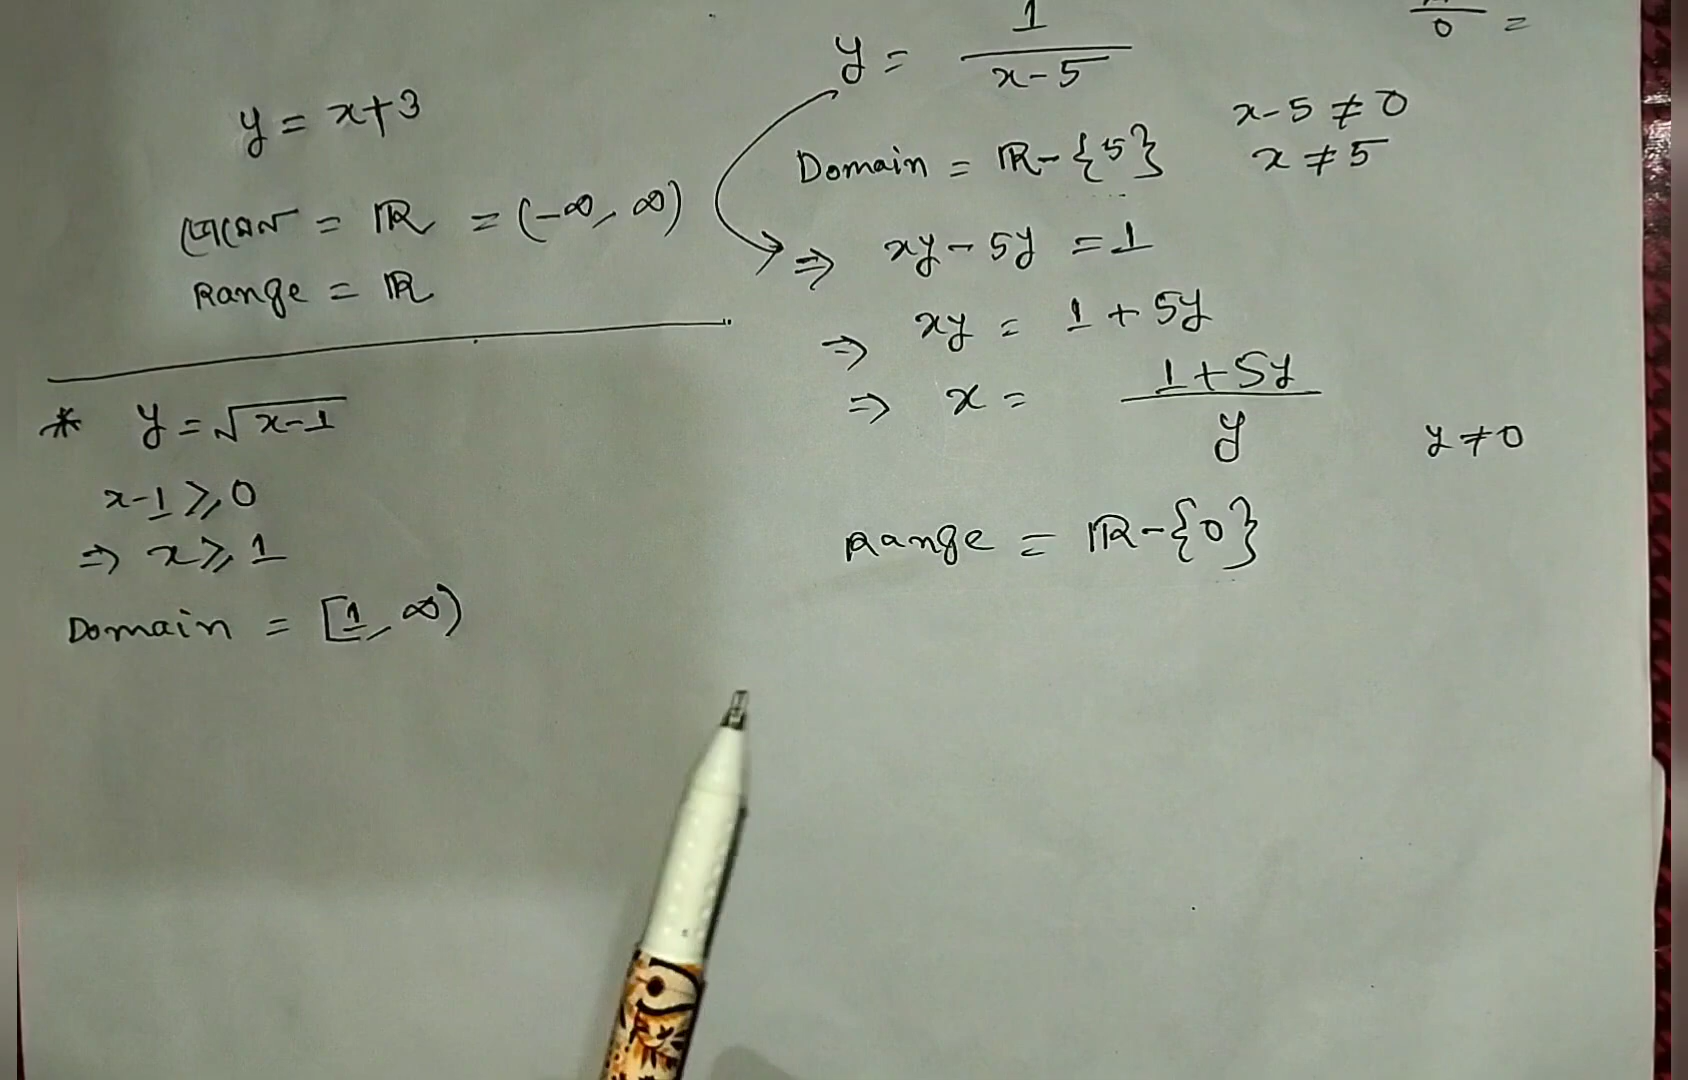 y = x+3
ডোমেন = ℝ = (-∞, ∞)
Range = ℝ
* y = √(x-1)
x-1 ≥ 0
⇒ x ≥ 1
Domain = [1, ∞)
y = 1/(x-5)
0 =
x-5 ≠ 0
Domain = ℝ-{5} x ≠ 5
⇒ xy - 5y = 1
⇒ xy = 1 + 5y
⇒ x = (1+5y)/y y ≠ 0
Range = ℝ-{0}